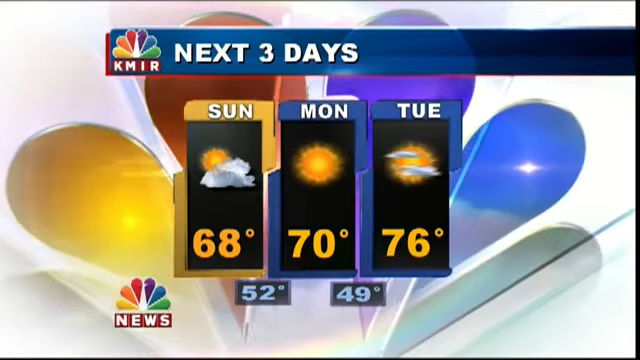 KMIR
NEXT 3 DAYS
SUN MON TUE
68° 70° 76°
52° 49°
NEWS